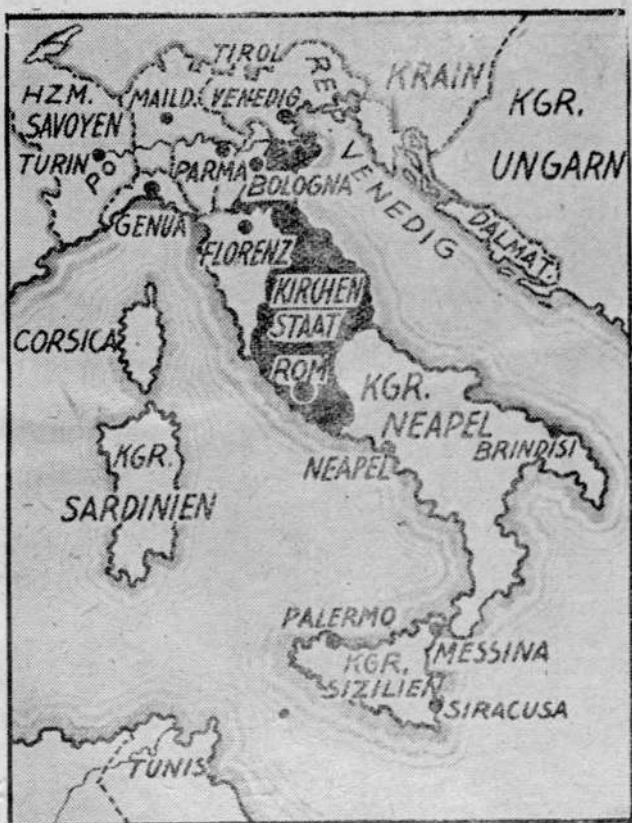 TIROL
REP. VENEDIG
KRAIN
HZM.
SAVOYEN
MAILD.
VENEDIG
KGR.
UNGARN
TURIN
PO
PARMA
BOLOGNA
GENUA
FLORENZ
DALMAT.
KIRCHEN
STAAT
CORSICA
ROM
KGR.
NEAPEL
BRINDISI
NEAPEL
KGR.
SARDINIEN
PALERMO
MESSINA
KGR.
SIZILIEN
SIRACUSA
TUNIS